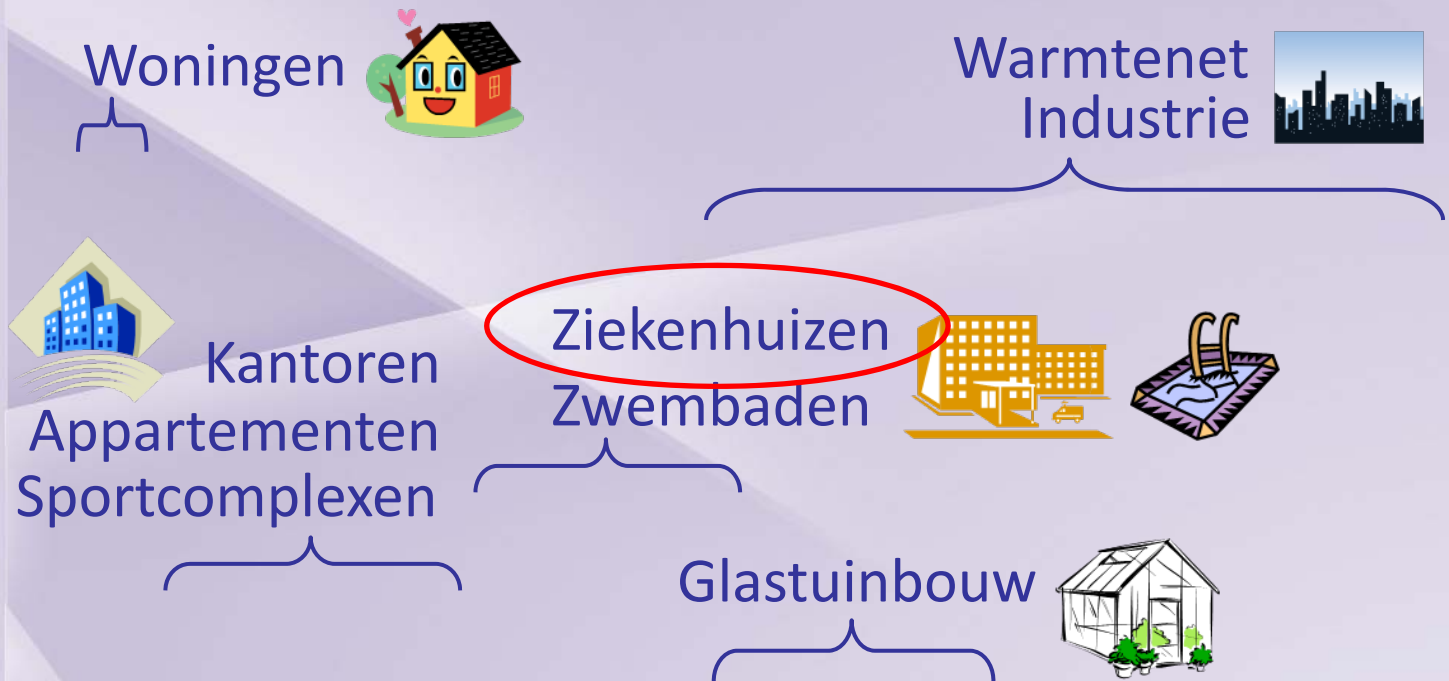 Woningen
Warmtenet
Industrie
Ziekenhuizen
Zwembaden
Kantoren
Appartementen
Sportcomplexen
Glastuinbouw